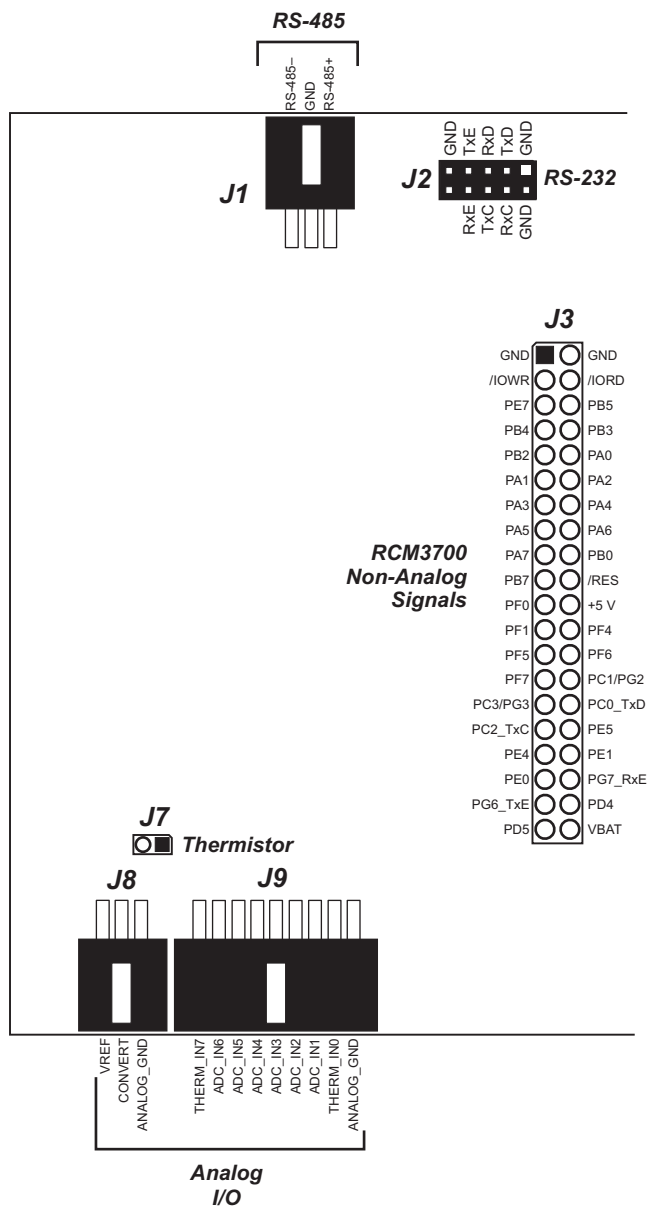 RS-485
RS-485–
GND
RS-485+
J1
GND
TxE
RxD
TxD
GND
J2
RS-232
RxE
TxC
RxC
GND
J3
GND GND
/IOWR /IORD
PE7 PB5
PB4 PB3
PB2 PA0
PA1 PA2
PA3 PA4
PA5 PA6
PA7 PB0
PB7 /RES
PF0 +5 V
PF1 PF4
PF5 PF6
PF7 PC1/PG2
PC3/PG3 PC0_TxD
PC2_TxC PE5
PE4 PE1
PE0 PG7_RxE
PG6_TxE PD4
PD5 VBAT
RCM3700
Non-Analog
Signals
J7
Thermistor
J8
J9
VREF
CONVERT
ANALOG_GND
THERM_IN7
ADC_IN6
ADC_IN5
ADC_IN4
ADC_IN3
ADC_IN2
ADC_IN1
THERM_IN0
ANALOG_GND
Analog
I/O